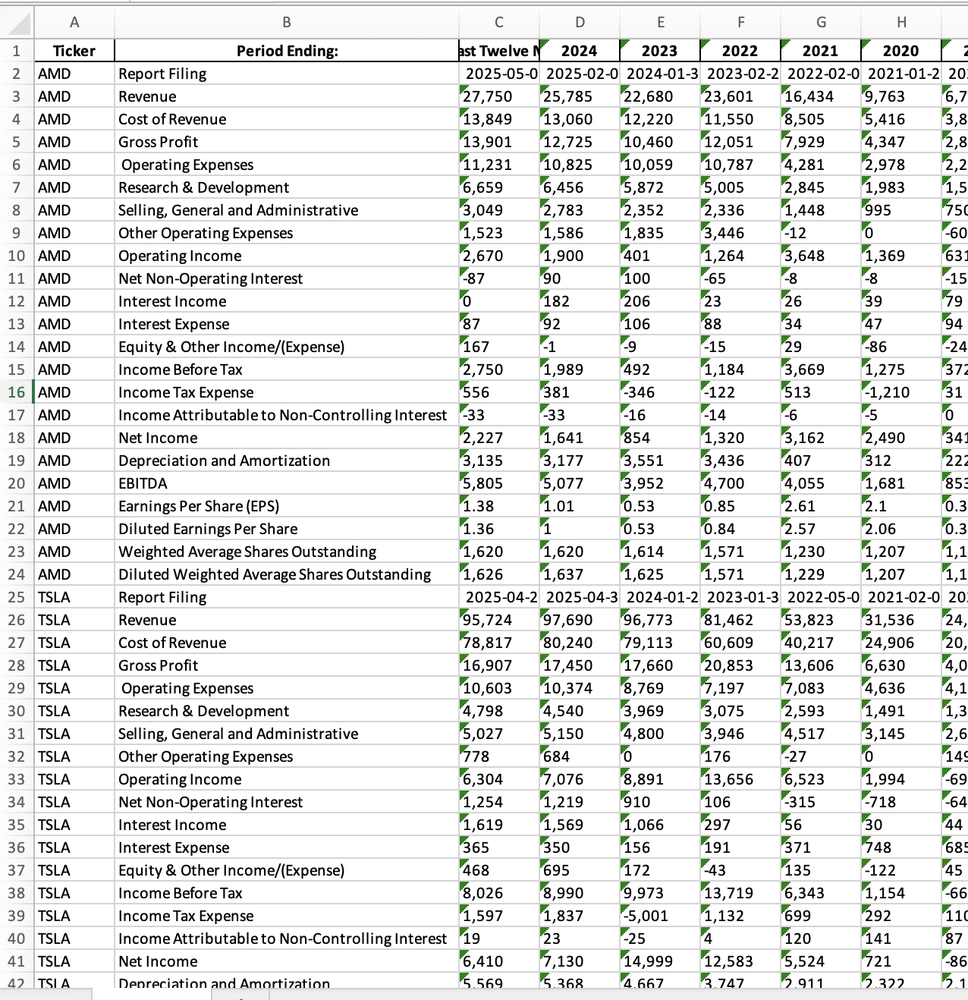 A B C D E F G H
1 Ticker Period Ending: ast Twelve 2024 2023 2022 2021 2020 2
2 AMD Report Filing 2025-05-0 2025-02-0 2024-01-3 2023-02-2 2022-02-0 2021-01-2 20
3 AMD Revenue 27,750 25,785 22,680 23,601 16,434 9,763 6,7
4 AMD Cost of Revenue 13,849 13,060 12,220 11,550 8,505 5,416 3,8
5 AMD Gross Profit 13,901 12,725 10,460 12,051 7,929 4,347 2,8
6 AMD Operating Expenses 11,231 10,825 10,059 10,787 4,281 2,978 2,2
7 AMD Research & Development 6,659 6,456 5,872 5,005 2,845 1,983 1,5
8 AMD Selling, General and Administrative 3,049 2,783 2,352 2,336 1,448 995 750
9 AMD Other Operating Expenses 1,523 1,586 1,835 3,446 -12 0 -60
10 AMD Operating Income 2,670 1,900 401 1,264 3,648 1,369 631
11 AMD Net Non-Operating Interest -87 90 100 -65 -8 -8 -15
12 AMD Interest Income 0 182 206 23 26 39 79
13 AMD Interest Expense 87 92 106 88 34 47 94
14 AMD Equity & Other Income/(Expense) 167 -1 -9 -15 29 -86 -24
15 AMD Income Before Tax 2,750 1,989 492 1,184 3,669 1,275 372
16 AMD Income Tax Expense 556 381 -346 -122 513 -1,210 31
17 AMD Income Attributable to Non-Controlling Interest -33 -33 -16 -14 -6 -5 0
18 AMD Net Income 2,227 1,641 854 1,320 3,162 2,490 341
19 AMD Depreciation and Amortization 3,135 3,177 3,551 3,436 407 312 222
20 AMD EBITDA 5,805 5,077 3,952 4,700 4,055 1,681 853
21 AMD Earnings Per Share (EPS) 1.38 1.01 0.53 0.85 2.61 2.1 0.3
22 AMD Diluted Earnings Per Share 1.36 1 0.53 0.84 2.57 2.06 0.3
23 AMD Weighted Average Shares Outstanding 1,620 1,620 1,614 1,571 1,230 1,207 1,1
24 AMD Diluted Weighted Average Shares Outstanding 1,626 1,637 1,625 1,571 1,229 1,207 1,1
25 TSLA Report Filing 2025-04-2 2025-04-3 2024-01-2 2023-01-3 2022-05-0 2021-02-0 20
26 TSLA Revenue 95,724 97,690 96,773 81,462 53,823 31,536 24,
27 TSLA Cost of Revenue 78,817 80,240 79,113 60,609 40,217 24,906 20,
28 TSLA Gross Profit 16,907 17,450 17,660 20,853 13,606 6,630 4,0
29 TSLA Operating Expenses 10,603 10,374 8,769 7,197 7,083 4,636 4,1
30 TSLA Research & Development 4,798 4,540 3,969 3,075 2,593 1,491 1,3
31 TSLA Selling, General and Administrative 5,027 5,150 4,800 3,946 4,517 3,145 2,6
32 TSLA Other Operating Expenses 778 684 0 176 -27 0 149
33 TSLA Operating Income 6,304 7,076 8,891 13,656 6,523 1,994 -69
34 TSLA Net Non-Operating Interest 1,254 1,219 910 106 -315 -718 -64
35 TSLA Interest Income 1,619 1,569 1,066 297 56 30 44
36 TSLA Interest Expense 365 350 156 191 371 748 685
37 TSLA Equity & Other Income/(Expense) 468 695 172 -43 135 -122 45
38 TSLA Income Before Tax 8,026 8,990 9,973 13,719 6,343 1,154 -66
39 TSLA Income Tax Expense 1,597 1,837 -5,001 1,132 699 292 110
40 TSLA Income Attributable to Non-Controlling Interest 19 23 -25 4 120 141 87
41 TSLA Net Income 6,410 7,130 14,999 12,583 5,524 721 -86
42 TSLA Depreciation and Amortization 5,569 5,368 4,667 3,747 2,911 2,322 2,1